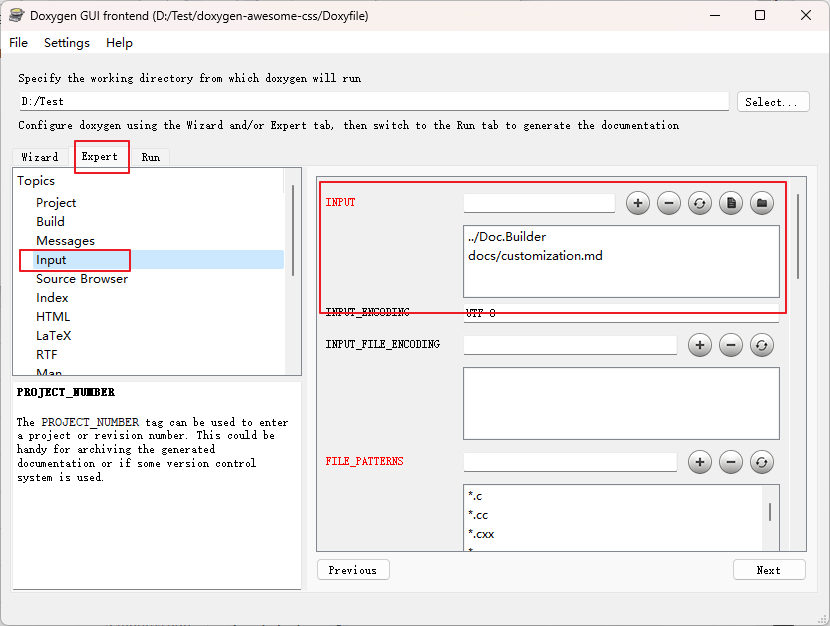 Doxygen GUI frontend (D:/Test/doxygen-awesome-css/Doxyfile)
File Settings Help
Specify the working directory from which doxygen will run
D:/Test
Select...
Configure doxygen using the Wizard and/or Expert tab, then switch to the Run tab to generate the documentation
Wizard Expert Run
Topics
Project
Build
Messages
Input
Source Browser
Index
HTML
LaTeX
RTF
Man
PROJECT_NUMBER
The PROJECT_NUMBER tag can be used to enter
a project or revision number. This could be
handy for archiving the generated
documentation or if some version control
system is used.
INPUT
../Doc.Builder
docs/customization.md
INPUT_ENCODING
UTF-8
INPUT_FILE_ENCODING
FILE_PATTERNS
*.c
*.cc
*.cxx
Previous
Next